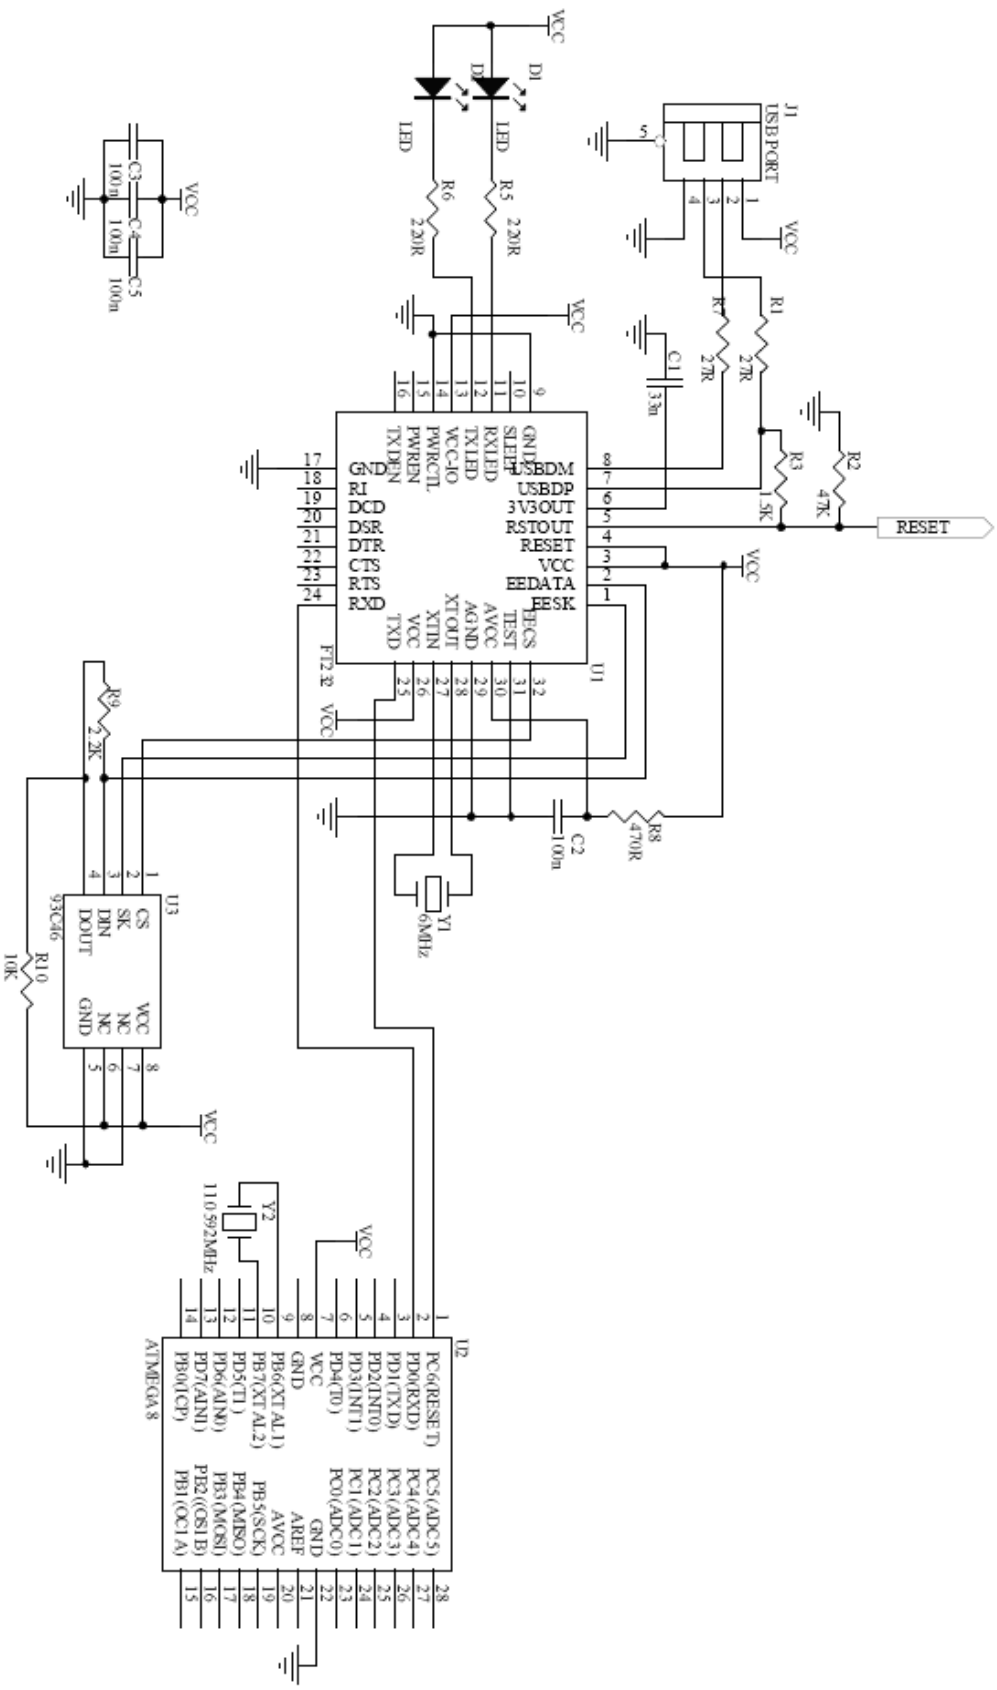 VCC
D1
D2
LED
LED
R6
220R
R5
220R
J1
USB PORT
5
4
3
2
1
VCC
VCC
C3
100n
C4
100n
C5
100n
VCC
R7
27R
R1
27R
C1
33n
R3
1.5K
R2
47K
RESET
16
15
14
13
12
11
10
9
TXDEN
PWREN
PWRCTL
VCC-IO
TXLED
RXLED
SLEEP
GND
17
GND
18
RI
19
DCD
20
DSR
21
DTR
22
CTS
23
RTS
24
RXD
USBDM
8
USBDP
7
3V3OUT
6
RSTOUT
5
RESET
4
VCC
3
EEDATA
2
EESK
1
VCC
TXD
VCC
XTIN
XTOUT
AGND
AVCC
TEST
EECS
FT232
U1
25
26
27
28
29
30
31
32
VCC
R9
2.2K
C2
100n
R8
470R
Y1
6MHz
4
3
2
1
U3
93C46
DOUT
DIN
SK
CS
GND
NC
NC
VCC
5
6
7
8
R10
10K
VCC
Y2
110592MHz
VCC
14
13
12
11
10
9
8
7
6
5
4
3
2
1
U2
ATMEGA8
PB0(ICP)
PD7(AIN1)
PD6(AIN0)
PD5(T1)
PB7(XTAL2)
PB6(XTAL1)
GND
VCC
PD4(T0)
PD3(INT1)
PD2(INT0)
PD1(TXD)
PD0(RXD)
PC6(RESET)
PB1(OC1A)
PB2((OS1B)
PB3(MOSI)
PB4(MISO)
PB5(SCK)
AVCC
AREF
GND
PC0(ADC0)
PC1(ADC1)
PC2(ADC2)
PC3(ADC3)
PC4(ADC4)
PC5(ADC5)
15
16
17
18
19
20
21
22
23
24
25
26
27
28